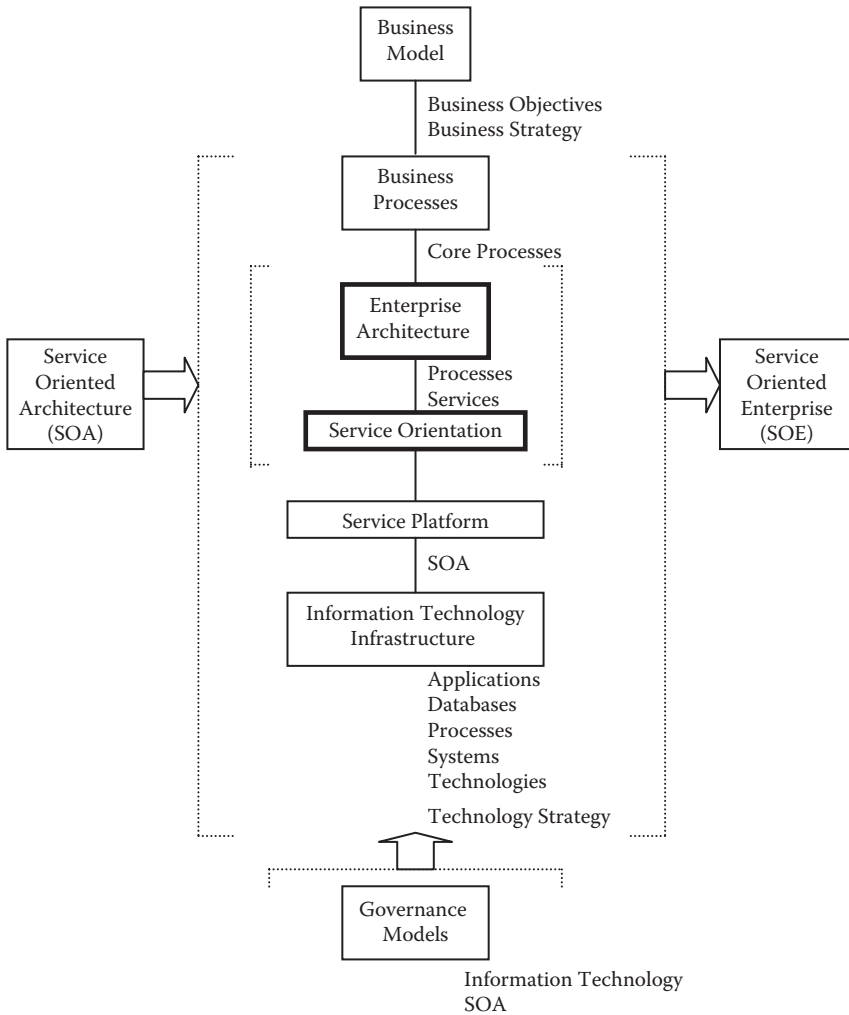 Business
Model
Business Objectives
Business Strategy
Business
Processes
Core Processes
Enterprise
Architecture
Service
Oriented
Architecture
(SOA)
Processes
Services
Service
Oriented
Enterprise
(SOE)
Service Orientation
Service Platform
SOA
Information Technology
Infrastructure
Applications
Databases
Processes
Systems
Technologies
Technology Strategy
Governance
Models
Information Technology
SOA